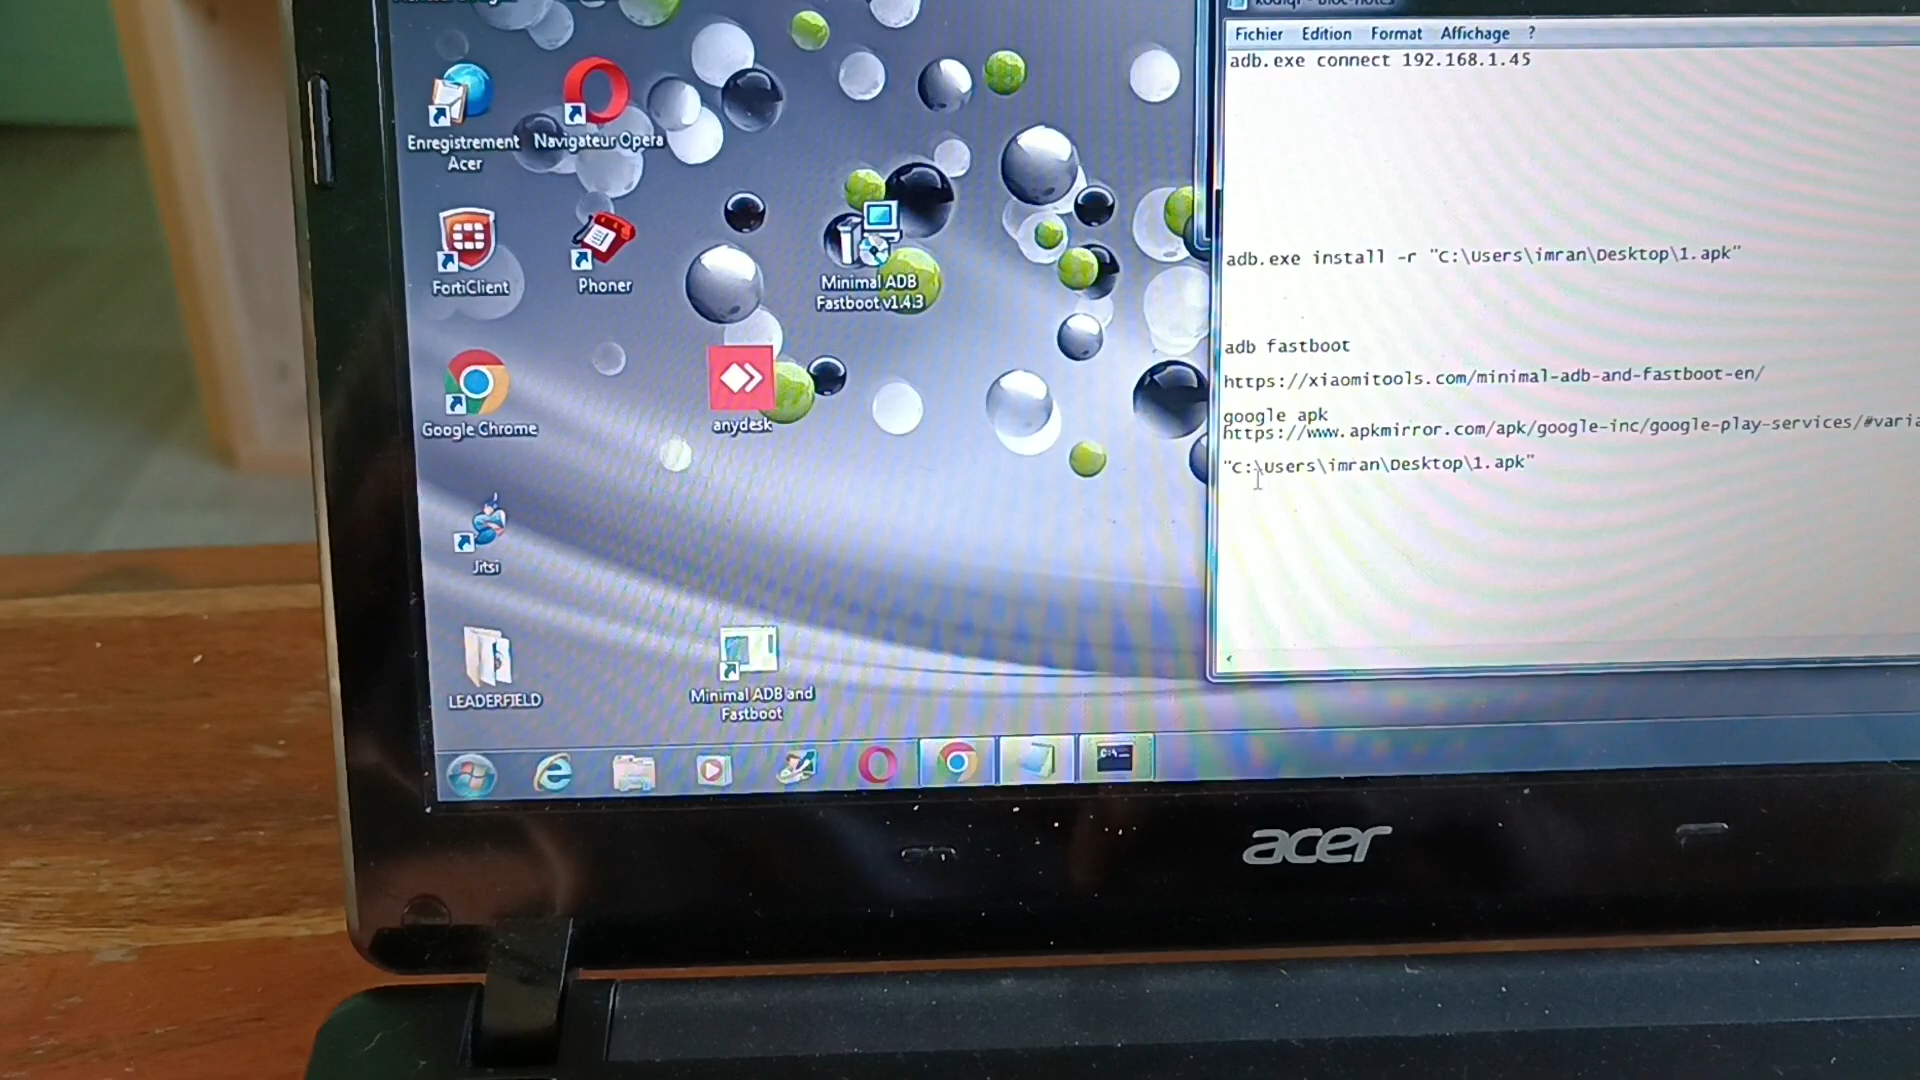 Fichier Edition Format Affichage ?
adb.exe connect 192.168.1.45
adb.exe install -r "C:\Users\imran\Desktop\1.apk"
adb fastboot
https://xiaomitools.com/minimal-adb-and-fastboot-en/
google apk
https://www.apkmirror.com/apk/google-inc/google-play-services/#varia
"C:\Users\imran\Desktop\1.apk"
Enregistrement
Acer
Navigateur Opera
FortiClient
Phoner
Minimal ADB
Fastboot v1.4.3
Google Chrome
anydesk
Jitsi
LEADERFIELD
Minimal ADB and
Fastboot
C:\
acer